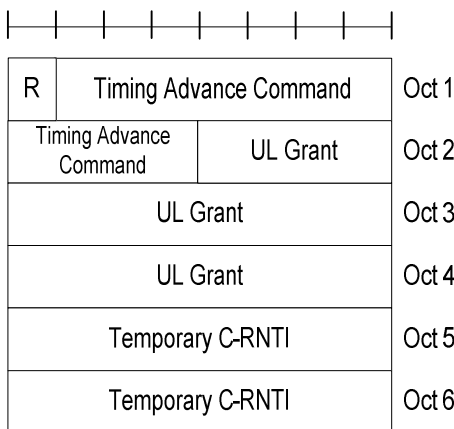 R Timing Advance Command Oct 1
Timing Advance
Command UL Grant Oct 2
UL Grant Oct 3
UL Grant Oct 4
Temporary C-RNTI Oct 5
Temporary C-RNTI Oct 6